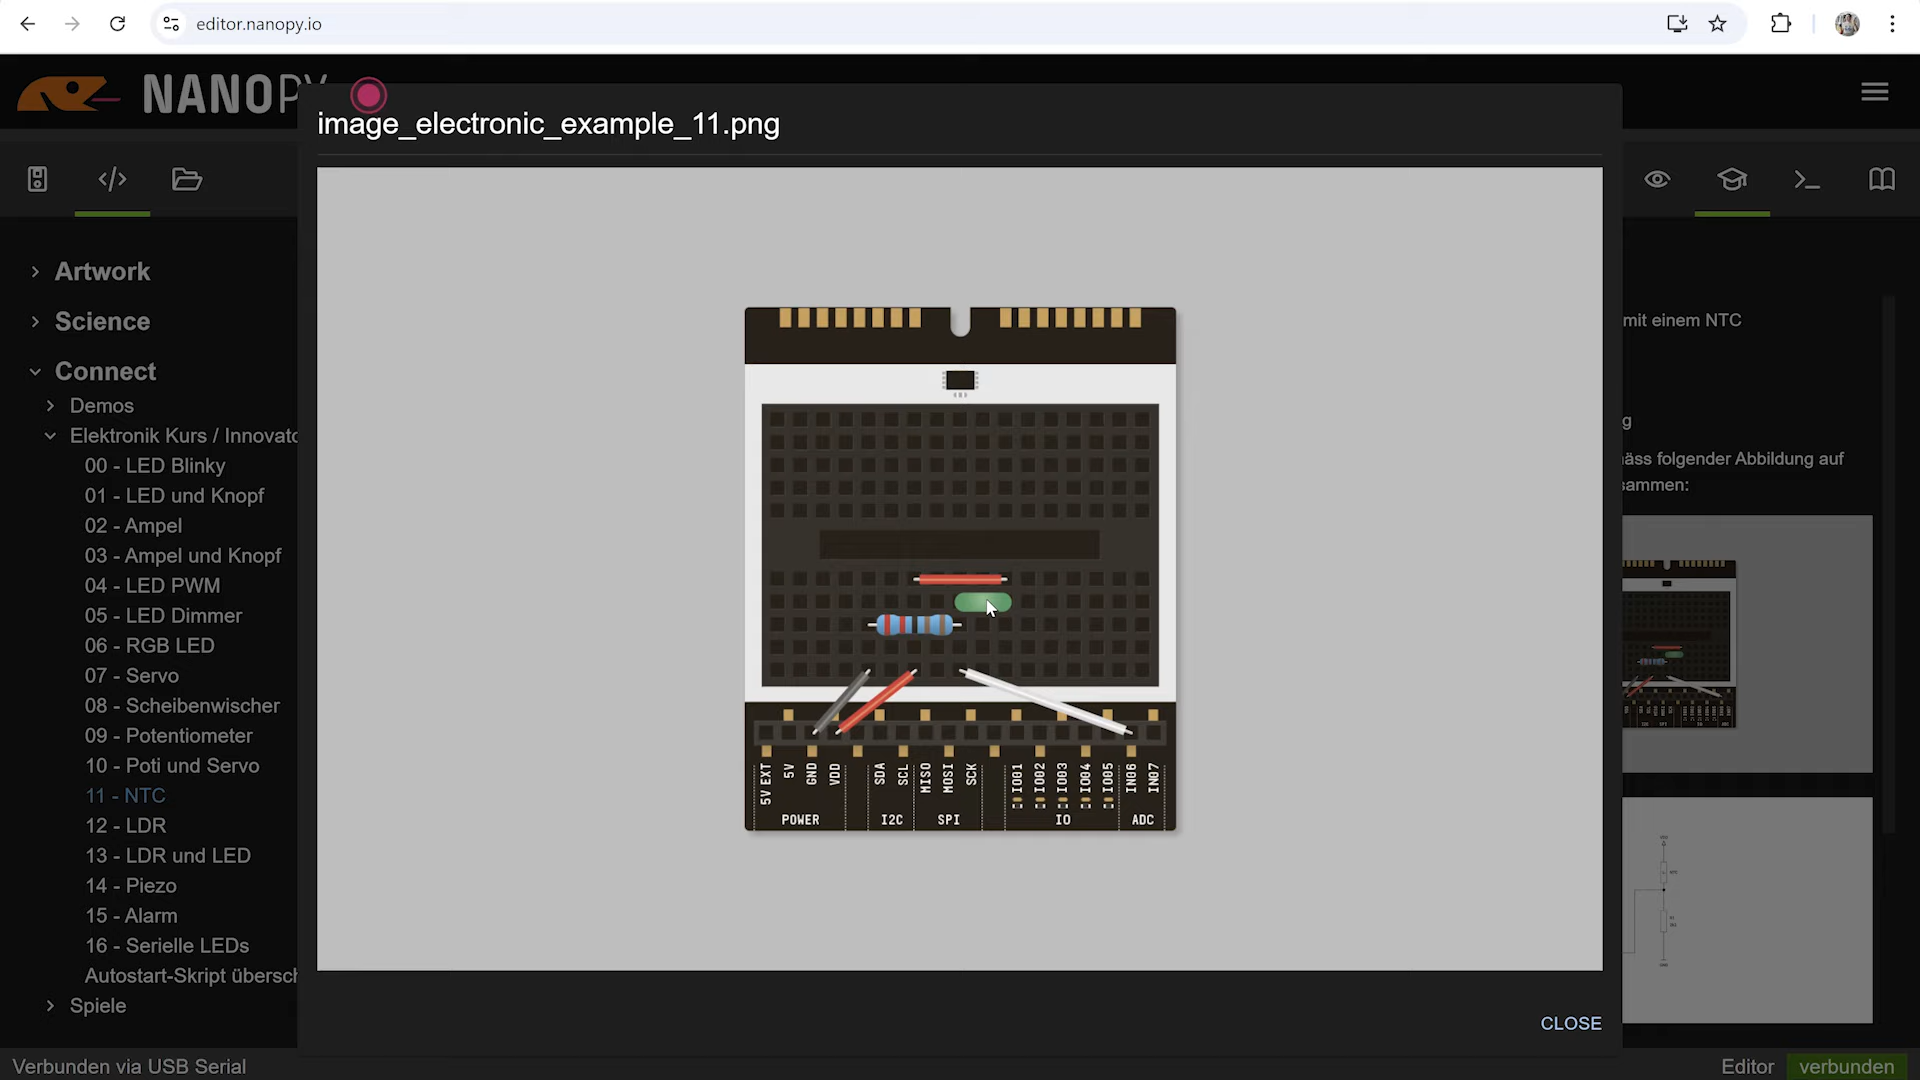 editor.nanopy.io
NANOPY
image_electronic_example_11.png
Artwork
Science
Connect
Demos
Elektronik Kurs / Innovato
00 - LED Blinky
01 - LED und Knopf
02 - Ampel
03 - Ampel und Knopf
04 - LED PWM
05 - LED Dimmer
06 - RGB LED
07 - Servo
08 - Scheibenwischer
09 - Potentiometer
10 - Poti und Servo
11 - NTC
12 - LDR
13 - LDR und LED
14 - Piezo
15 - Alarm
16 - Serielle LEDs
Autostart-Skript übersch
Spiele
5V EXT
5V
GND
VDD
SDA
SCL
MISO
MOSI
SCK
IO01
IO02
IO03
IO04
IO05
IN06
IN07
POWER
I2C
SPI
IO
ADC
mit einem NTC
g
äss folgender Abbildung auf
sammen:
CLOSE
Verbunden via USB Serial
Editor
verbunden